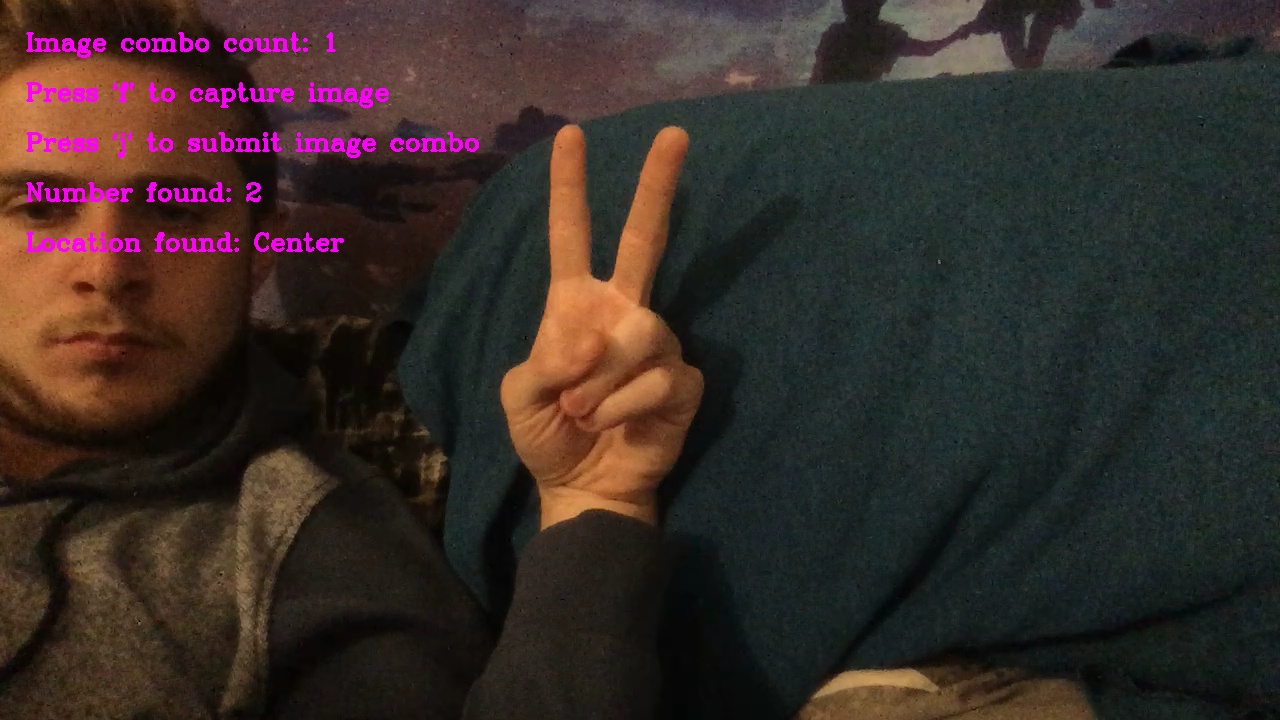 Image combo count: 1
Press 'f' to capture image
Press 'j' to submit image combo
Number found: 2
Location found: Center